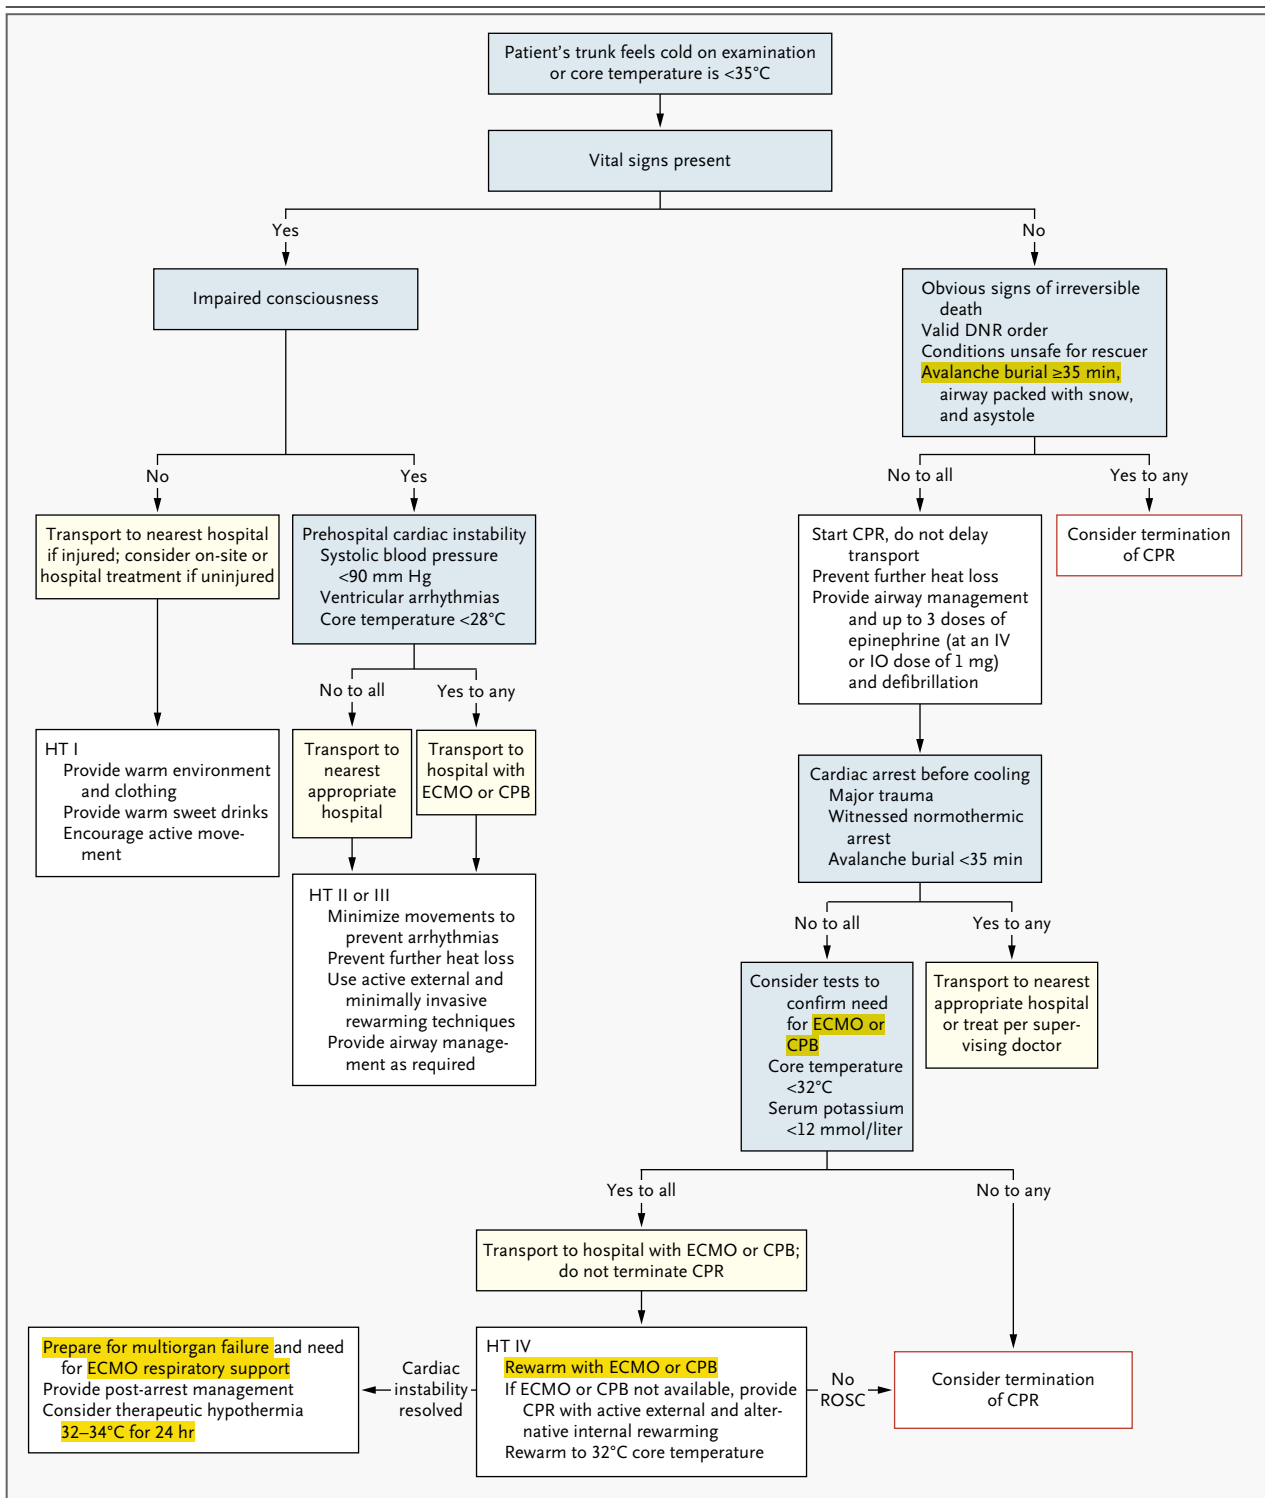 Patient's trunk feels cold on examination
or core temperature is <35°C
Vital signs present
Yes
No
Impaired consciousness
Obvious signs of irreversible
death
Valid DNR order
Conditions unsafe for rescuer
Avalanche burial ≥35 min,
airway packed with snow,
and asystole
No
Yes
No to all
Yes to any
Transport to nearest hospital
if injured; consider on-site or
hospital treatment if uninjured
Prehospital cardiac instability
Systolic blood pressure
<90 mm Hg
Ventricular arrhythmias
Core temperature <28°C
Start CPR, do not delay
transport
Prevent further heat loss
Provide airway management
and up to 3 doses of
epinephrine (at an IV
or IO dose of 1 mg)
and defibrillation
Consider termination
of CPR
No to all
Yes to any
HT I
Provide warm environment
and clothing
Provide warm sweet drinks
Encourage active move-
ment
Transport to
nearest
appropriate
hospital
Transport to
hospital with
ECMO or CPB
Cardiac arrest before cooling
Major trauma
Witnessed normothermic
arrest
Avalanche burial <35 min
HT II or III
Minimize movements to
prevent arrhythmias
Prevent further heat loss
Use active external and
minimally invasive
rewarming techniques
Provide airway manage-
ment as required
No to all
Yes to any
Consider tests to
confirm need
for ECMO or
CPB
Core temperature
<32°C
Serum potassium
<12 mmol/liter
Transport to nearest
appropriate hospital
or treat per super-
vising doctor
Yes to all
No to any
Transport to hospital with ECMO or CPB;
do not terminate CPR
Prepare for multiorgan failure and need
for ECMO respiratory support
Provide post-arrest management
Consider therapeutic hypothermia
32–34°C for 24 hr
Cardiac
instability
resolved
HT IV
Rewarm with ECMO or CPB
If ECMO or CPB not available, provide
CPR with active external and alter-
native internal rewarming
Rewarm to 32°C core temperature
No
ROSC
Consider termination
of CPR